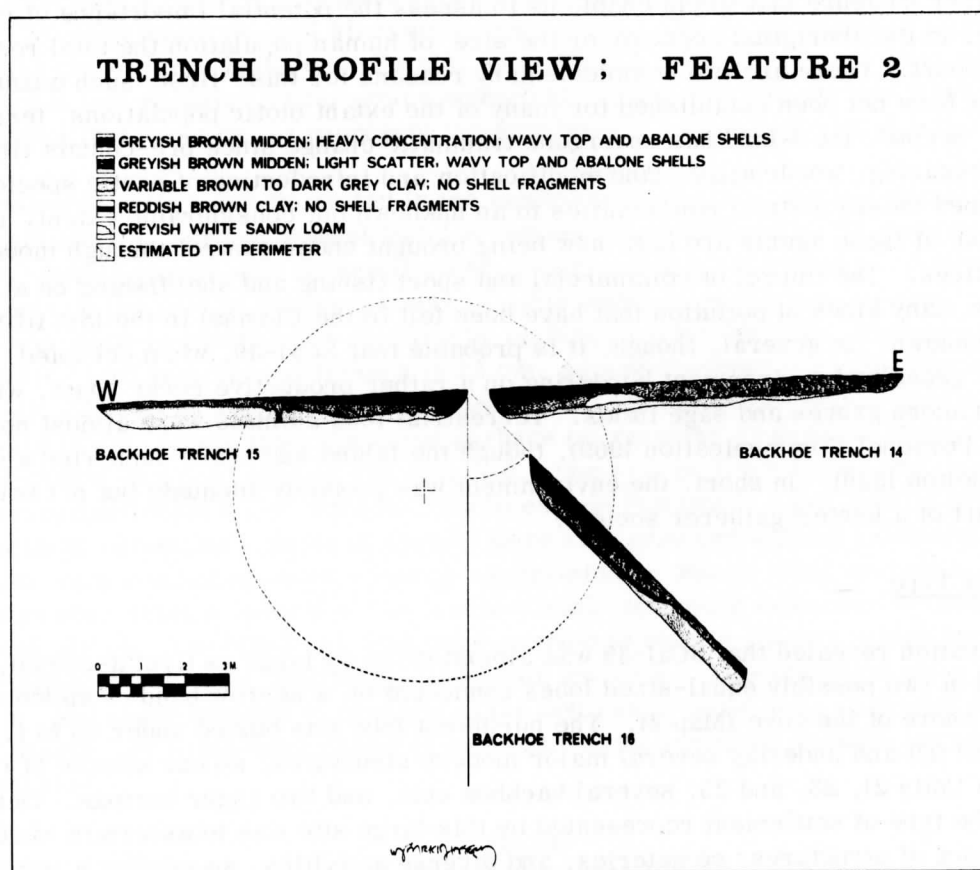 TRENCH PROFILE VIEW: FEATURE 2
GREYISH BROWN MIDDEN; HEAVY CONCENTRATION, WAVY TOP AND ABALONE SHELLS
GREYISH BROWN MIDDEN; LIGHT SCATTER, WAVY TOP AND ABALONE SHELLS
VARIABLE BROWN TO DARK GREY CLAY; NO SHELL FRAGMENTS
REDDISH BROWN CLAY; NO SHELL FRAGMENTS
GREYISH WHITE SANDY LOAM
ESTIMATED PIT PERIMETER
W
E
BACKHOE TRENCH 15
BACKHOE TRENCH 14
0 3M
BACKHOE TRENCH 18